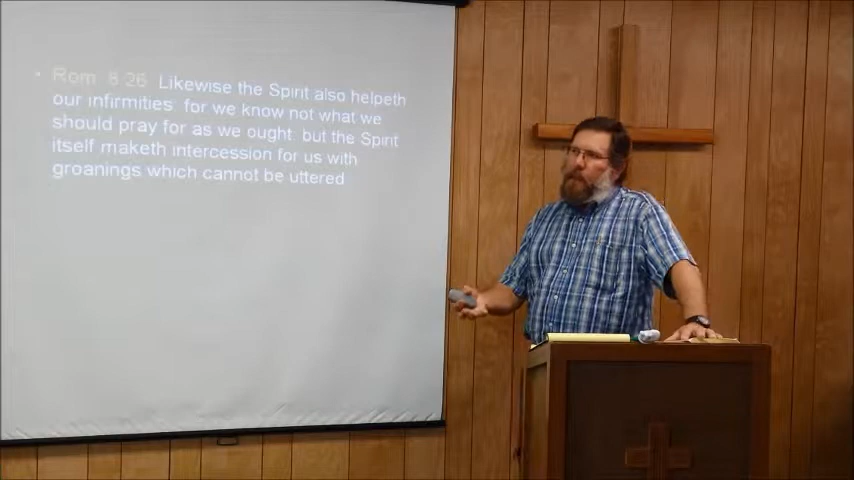 • Rom 8:26 Likewise the Spirit also helpeth
our infirmities: for we know not what we
should pray for as we ought: but the Spirit
itself maketh intercession for us with
groanings which cannot be uttered